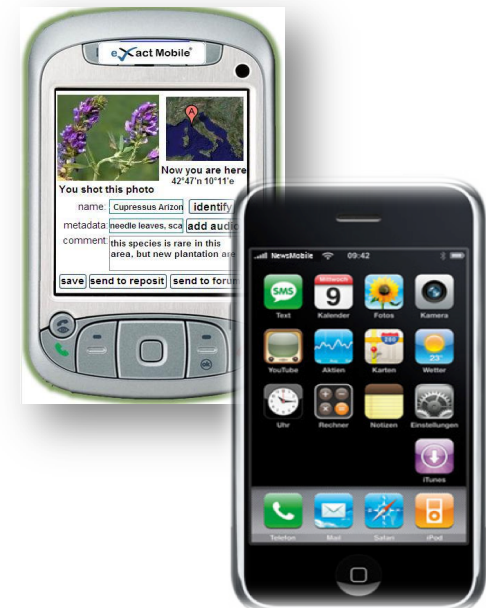 eXact Mobile
A
Now you are here
42°47'n 10°11'e
You shot this photo
name: Cupressus Arizon identify
metadata: needle leaves, sca add audio
comment: this species is rare in this
area, but new plantation are
save send to reposit send to forum
NewsMobile 09:42
SMS
Mittwoch
9
280
23°
Text Kalender Fotos Kamera
YouTube Aktien Karten Wetter
Uhr Rechner Notizen Einstellungen
iTunes
Telefon Mail Safari iPod